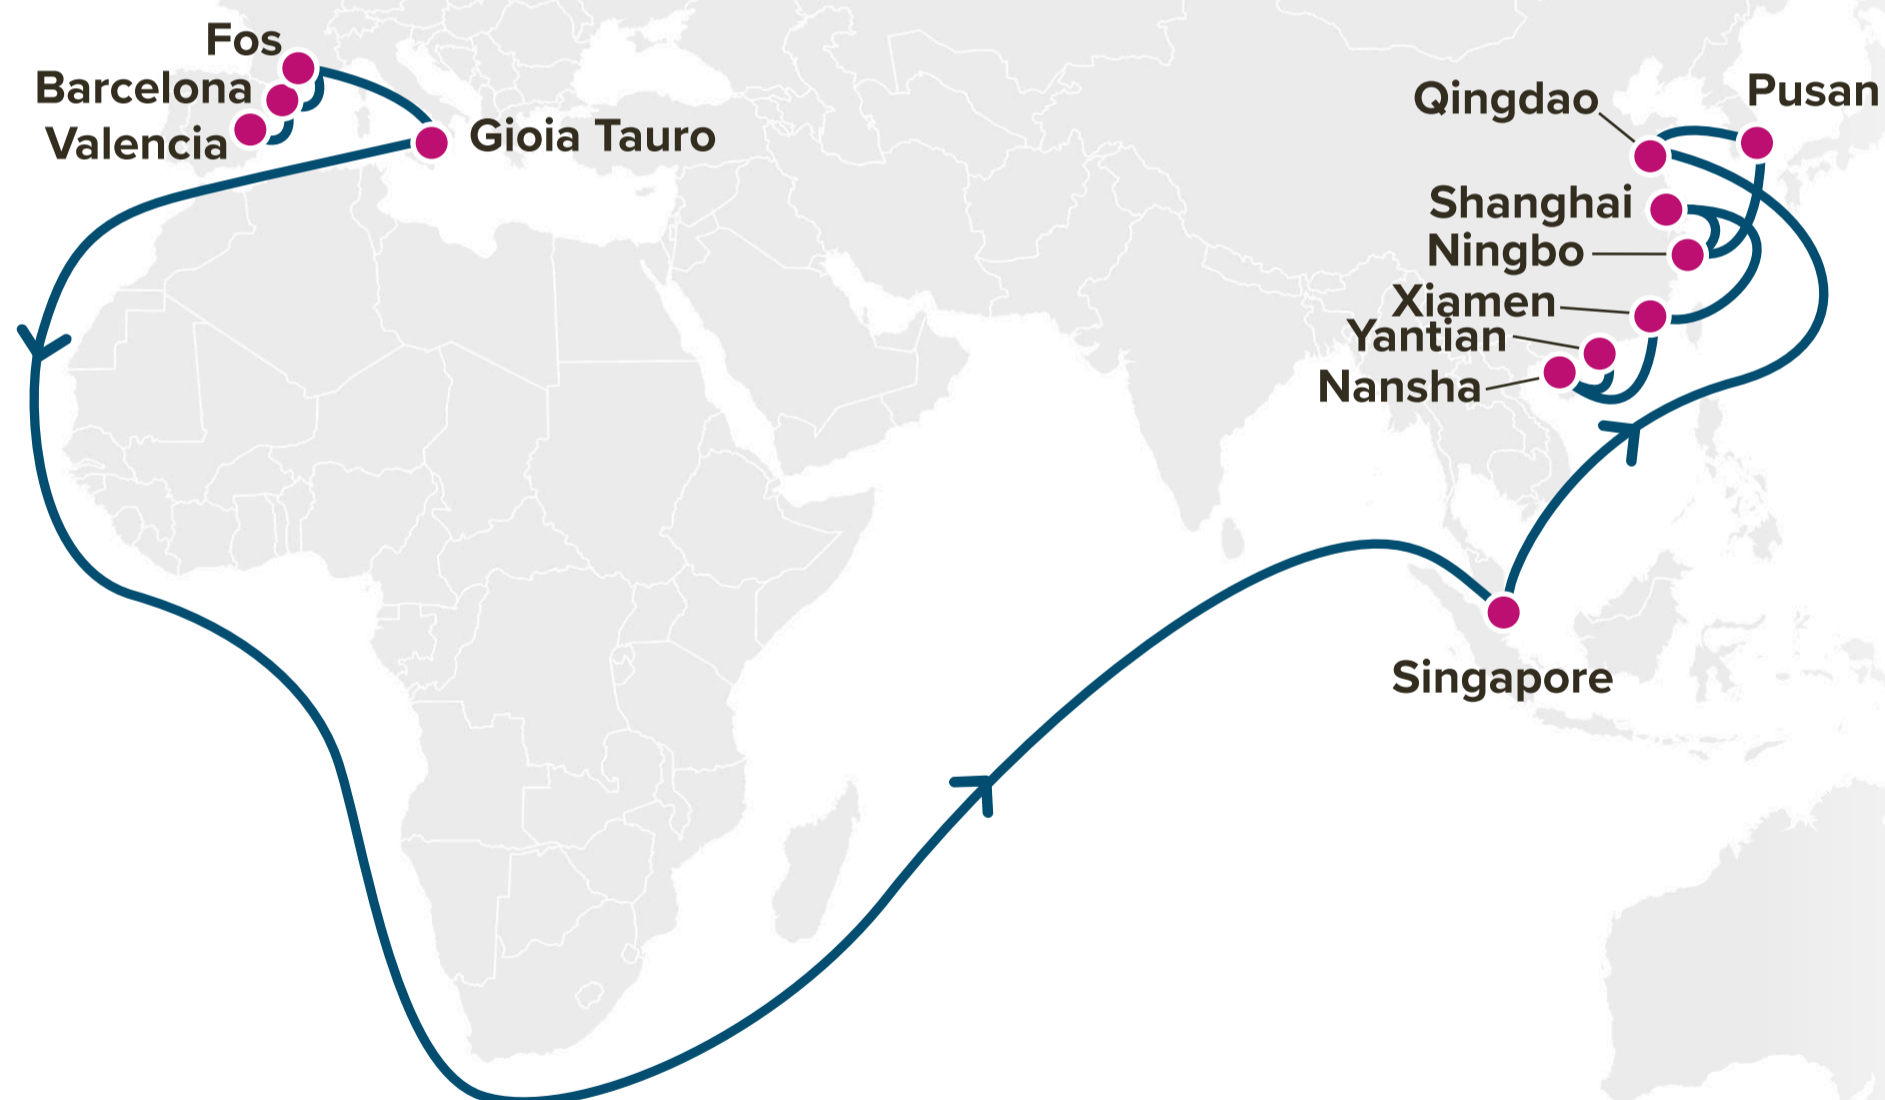 Fos
Barcelona
Valencia
Gioia Tauro
Qingdao
Pusan
Shanghai
Ningbo
Xiamen
Yantian
Nansha
Singapore